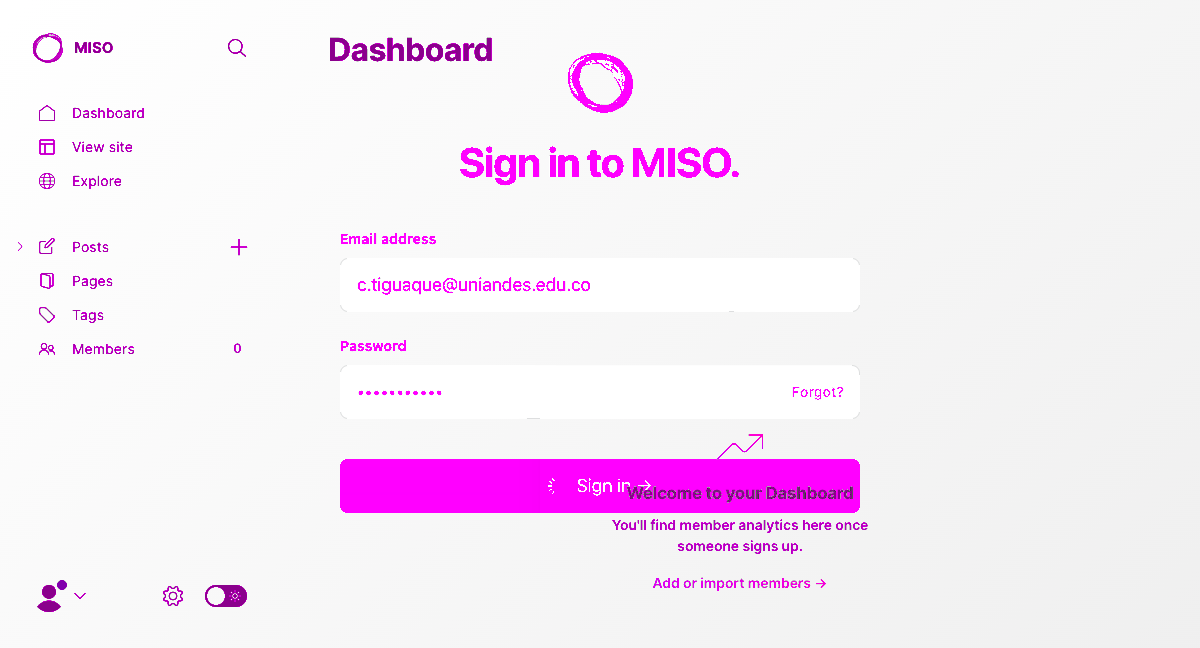 MISO
Dashboard
View site
Explore
Posts
Pages
Tags
Members 0
Dashboard
Sign in to MISO.
Email address
c.tiguaque@uniandes.edu.co
Password
••••••••••• Forgot?
Sign in →
Welcome to your Dashboard
You'll find member analytics here once
someone signs up.
Add or import members →